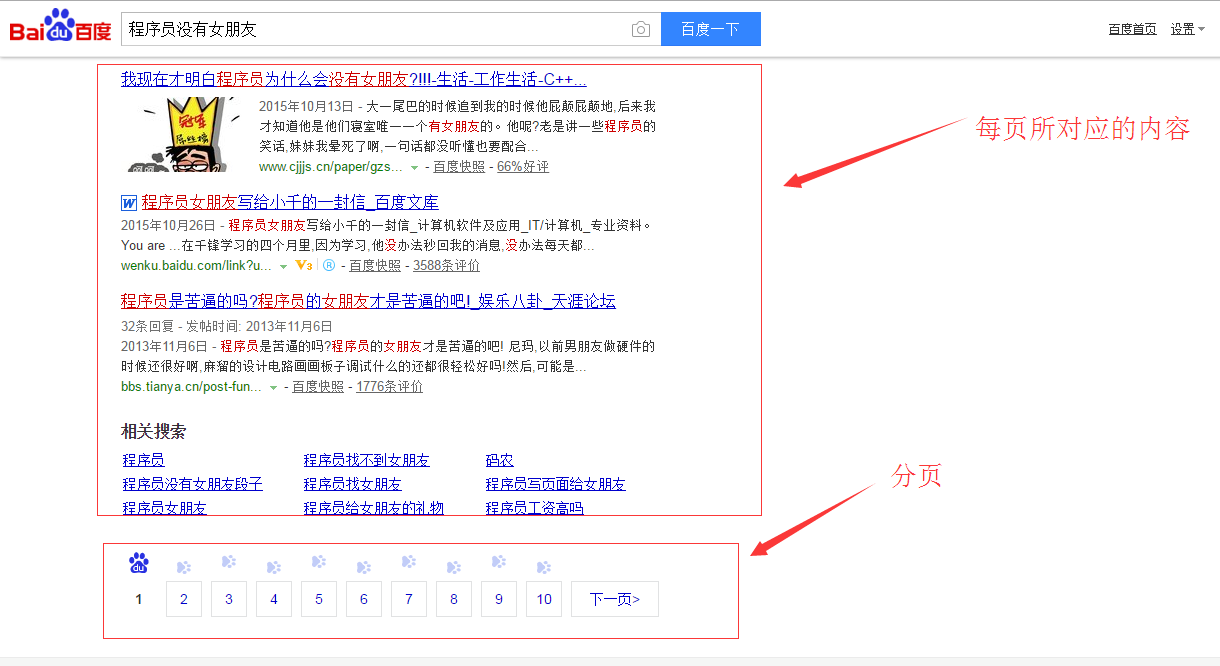 Bai du 百度
程序员没有女朋友
百度一下
百度首页 设置
我现在才明白程序员为什么会没有女朋友?!!!-生活-工作生活-C++...
冠军
2015年10月13日 - 大一尾巴的时候追到我的时候他屁颠屁颠地,后来我
才知道他是他们寝室唯一一个有女朋友的。他呢?老是讲一些程序员的
笑话,妹妹我晕死了啊,一句话都没听懂也要配合...
www.cjjjs.cn/paper/gzs... - 百度快照 - 66%好评
每页所对应的内容
W 程序员女朋友写给小千的一封信_百度文库
2015年10月26日 - 程序员女朋友写给小千的一封信_计算机软件及应用_IT/计算机_专业资料。
You are ...在千锋学习的四个月里,因为学习,他没办法秒回我的消息,没办法每天都...
wenku.baidu.com/link?u... V3 ® - 百度快照 - 3588条评价
程序员是苦逼的吗?程序员的女朋友才是苦逼的吧!_娱乐八卦_天涯论坛
32条回复 - 发帖时间: 2013年11月6日
2013年11月6日 - 程序员是苦逼的吗?程序员的女朋友才是苦逼的吧! 尼玛,以前男朋友做硬件的
时候还很好啊,麻溜的设计电路画画板子调试什么的还都很轻松好吗!然后,可能是...
bbs.tianya.cn/post-fun... - 百度快照 - 1776条评价
相关搜索
程序员 程序员找不到女朋友 码农
程序员没有女朋友段子 程序员找女朋友 程序员写页面给女朋友
程序员女朋友 程序员给女朋友的礼物 程序员工资高吗
分页
du
1 2 3 4 5 6 7 8 9 10 下一页>